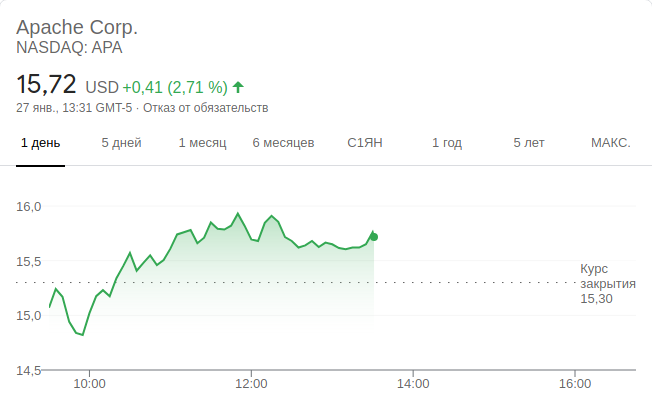 Apache Corp.
NASDAQ: APA
15,72 USD +0,41 (2,71 %)
27 янв., 13:31 GMT-5 · Отказ от обязательств
1 день 5 дней 1 месяц 6 месяцев С1ЯН 1 год 5 лет МАКС.
16,0
15,5
Курс
закрытия
15,30
15,0
14,5
10:00 12:00 14:00 16:00